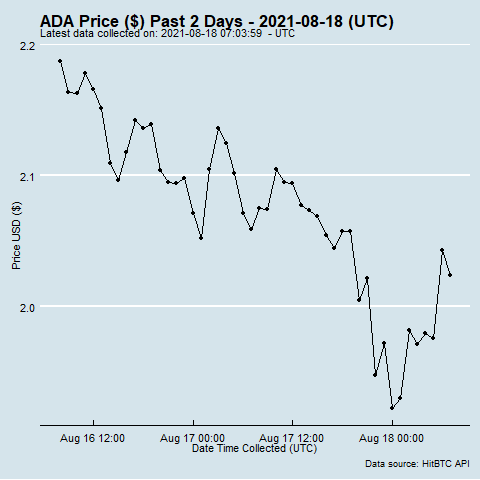 ADA Price ($) Past 2 Days - 2021-08-18 (UTC)
Latest data collected on: 2021-08-18 07:03:59 - UTC
2.2
2.1
2.0
Price USD ($)
Aug 16 12:00
Aug 17 00:00
Aug 17 12:00
Aug 18 00:00
Date Time Collected (UTC)
Data source: HitBTC API